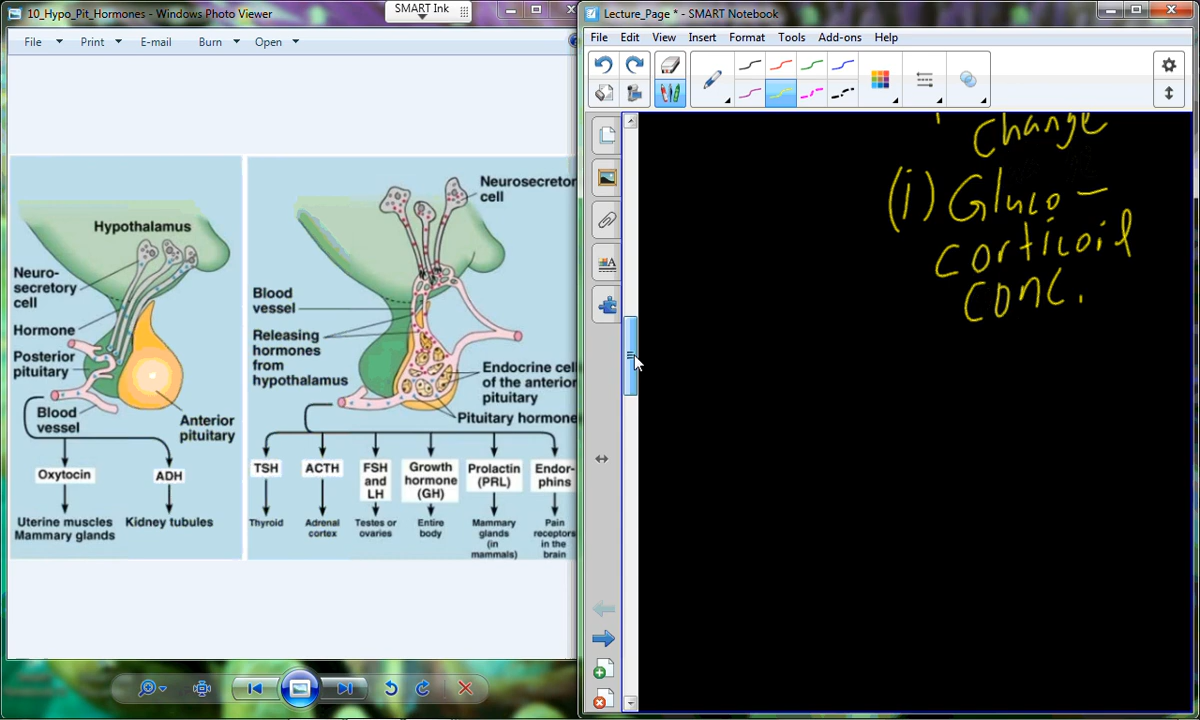 10_Hypo_Pit_Hormones - Windows Photo Viewer
SMART Ink
File Print E-mail Burn Open
Hypothalamus
Neuro-
secretory
cell
Hormone
Posterior
pituitary
Blood
vessel
Anterior
pituitary
Oxytocin
ADH
Uterine muscles
Mammary glands
Kidney tubules
Neurosecretor
cell
Blood
vessel
Releasing
hormones
from
hypothalamus
Endocrine cell
of the anterior
pituitary
Pituitary hormone
TSH
ACTH
FSH
and
LH
Growth
hormone
(GH)
Prolactin
(PRL)
Endor-
phins
Thyroid
Adrenal
cortex
Testes or
ovaries
Entire
body
Mammary
glands
(in
mammals)
Pain
receptors
in the
brain
Lecture_Page * - SMART Notebook
File Edit View Insert Format Tools Add-ons Help
Change
(i) Gluco-
corticoid
conc.